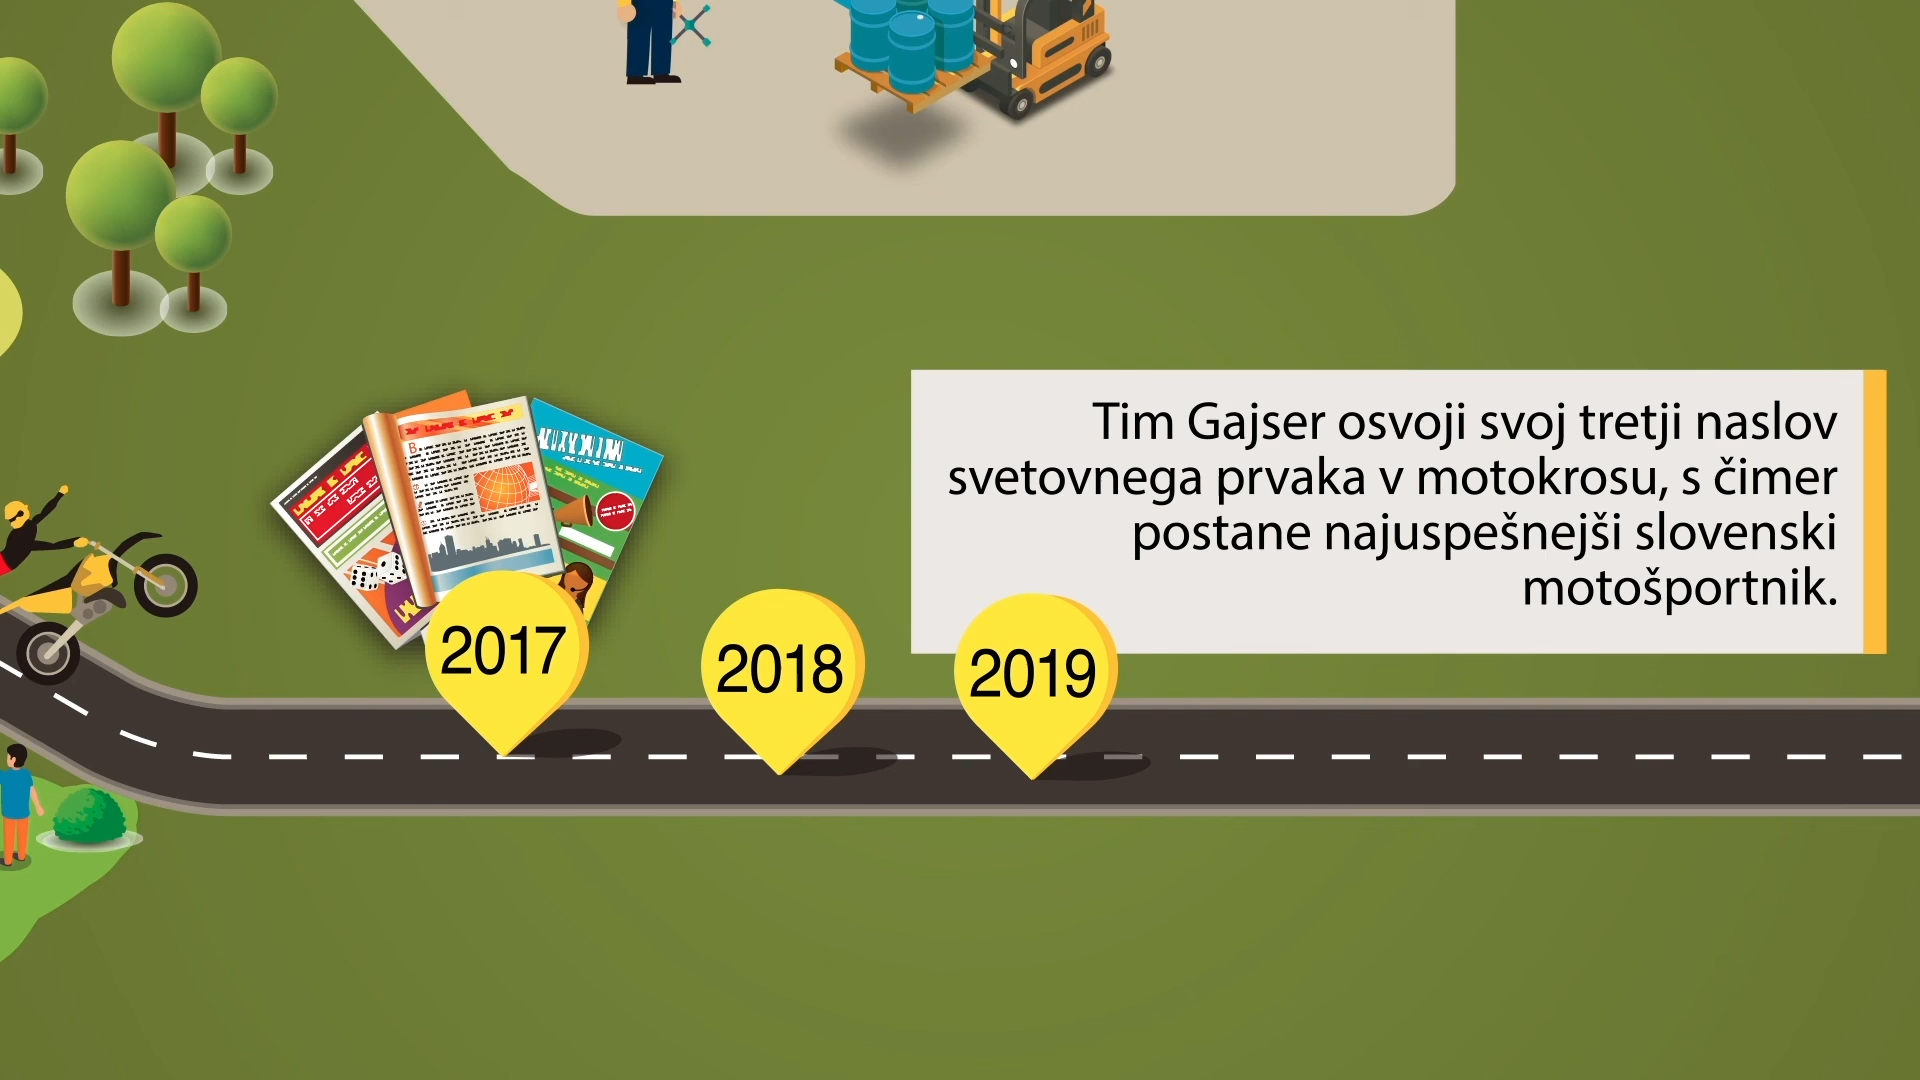 Tim Gajser osvoji svoj tretji naslov
svetovnega prvaka v motokrosu, s čimer
postane najuspešnejši slovenski
motošportnik.
2017
2018
2019